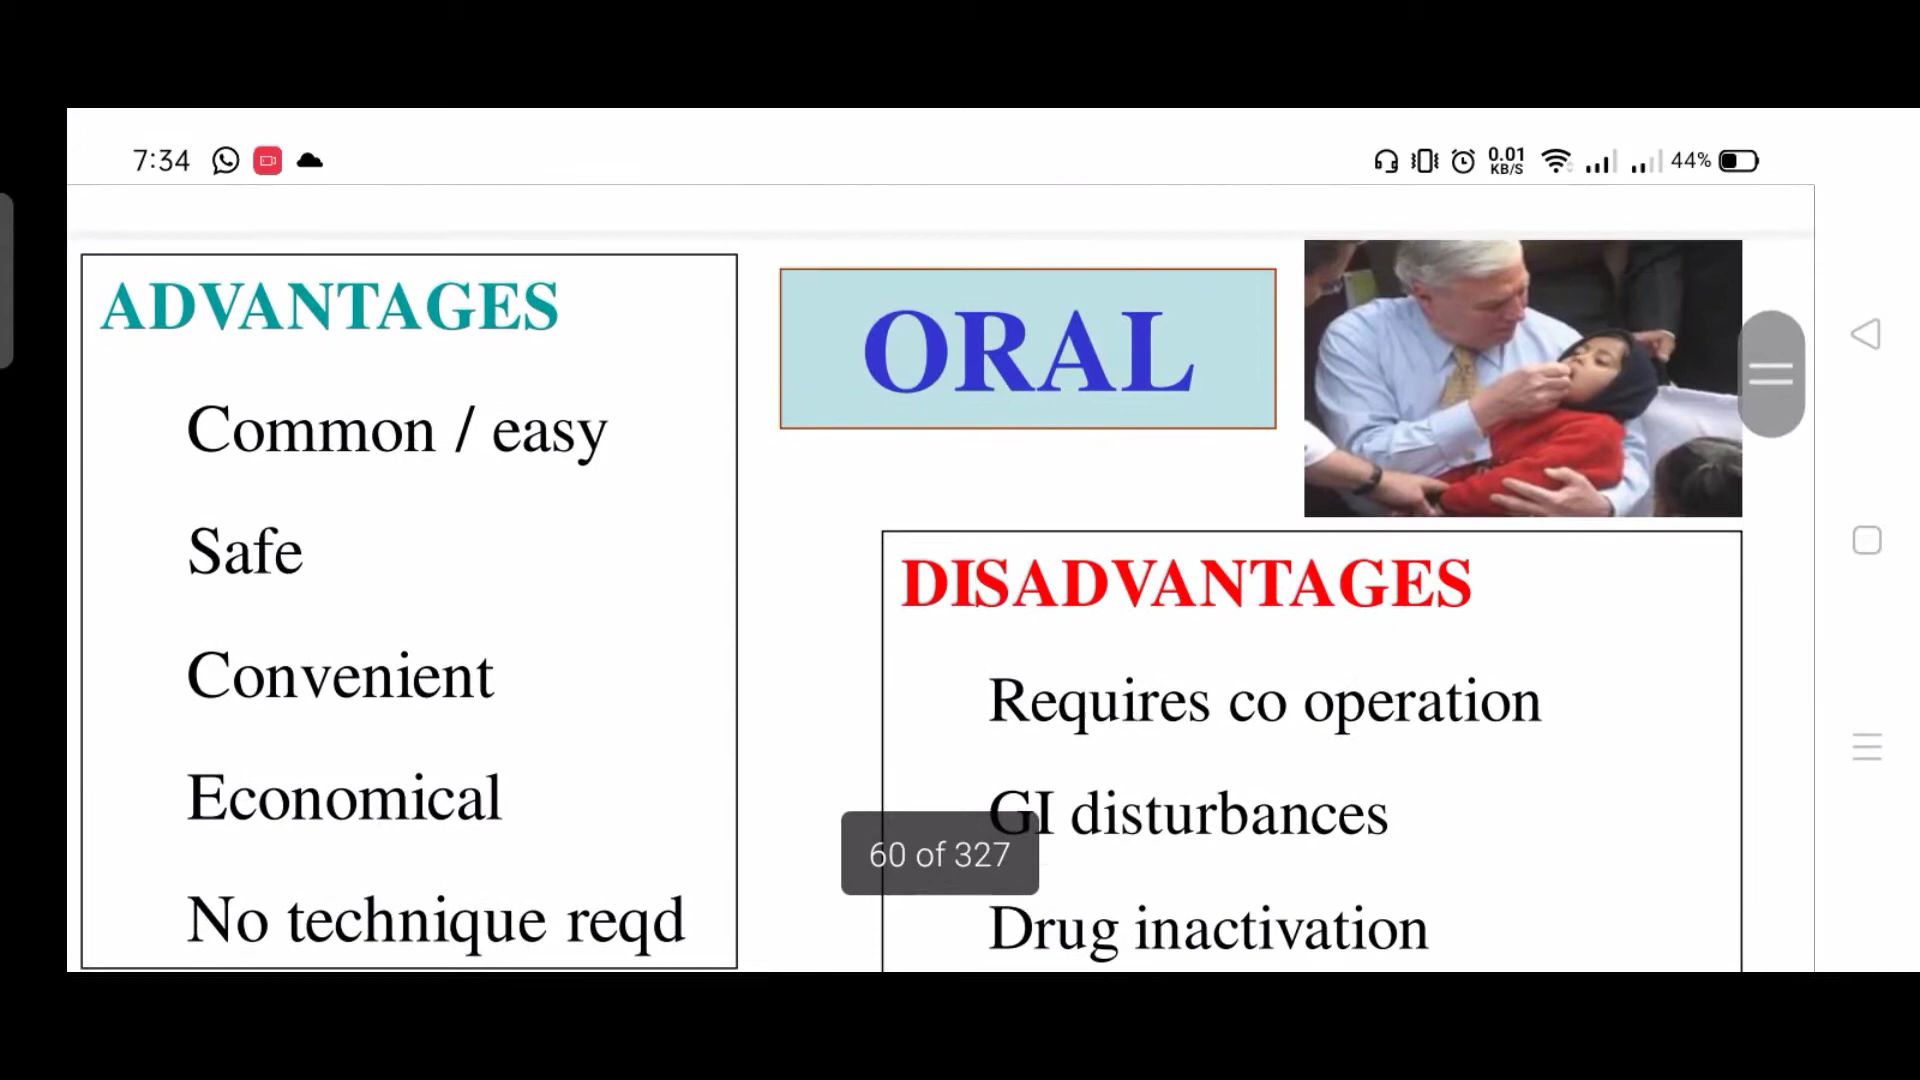 7:34
0.01
KB/S
44%
ADVANTAGES
Common / easy
Safe
Convenient
Economical
No technique reqd
ORAL
DISADVANTAGES
Requires co operation
GI disturbances
Drug inactivation
60 of 327